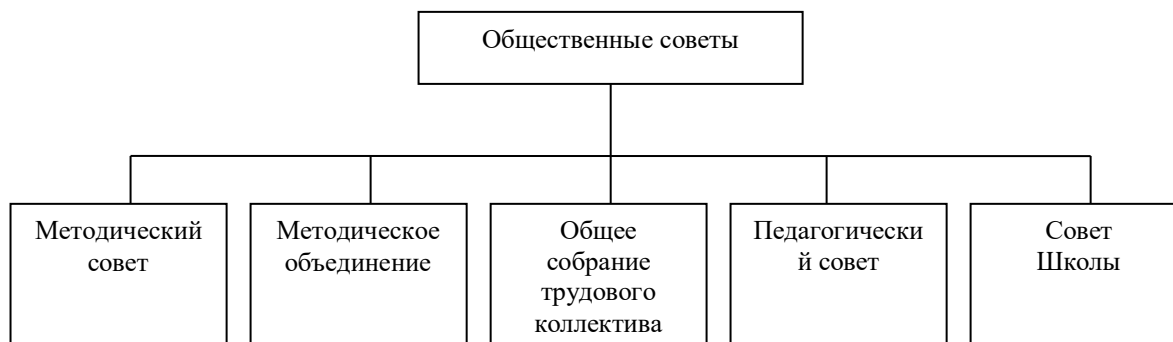 Общественные советы
Методический
совет
Методическое
объединение
Общее
собрание
трудового
коллектива
Педагогически
й совет
Совет
Школы